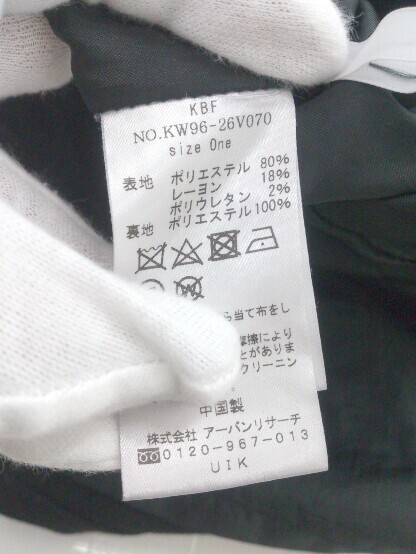 KBF
NO.KW96-26V070
size One
表地 ポリエステル 80%
レーヨン 18%
ポリウレタン 2%
裏地 ポリエステル 100%
ら当て布をし
摩擦により
とがありま
クリーニン
中国製
株式会社 アーバンリサーチ
0120-967-013
UIK